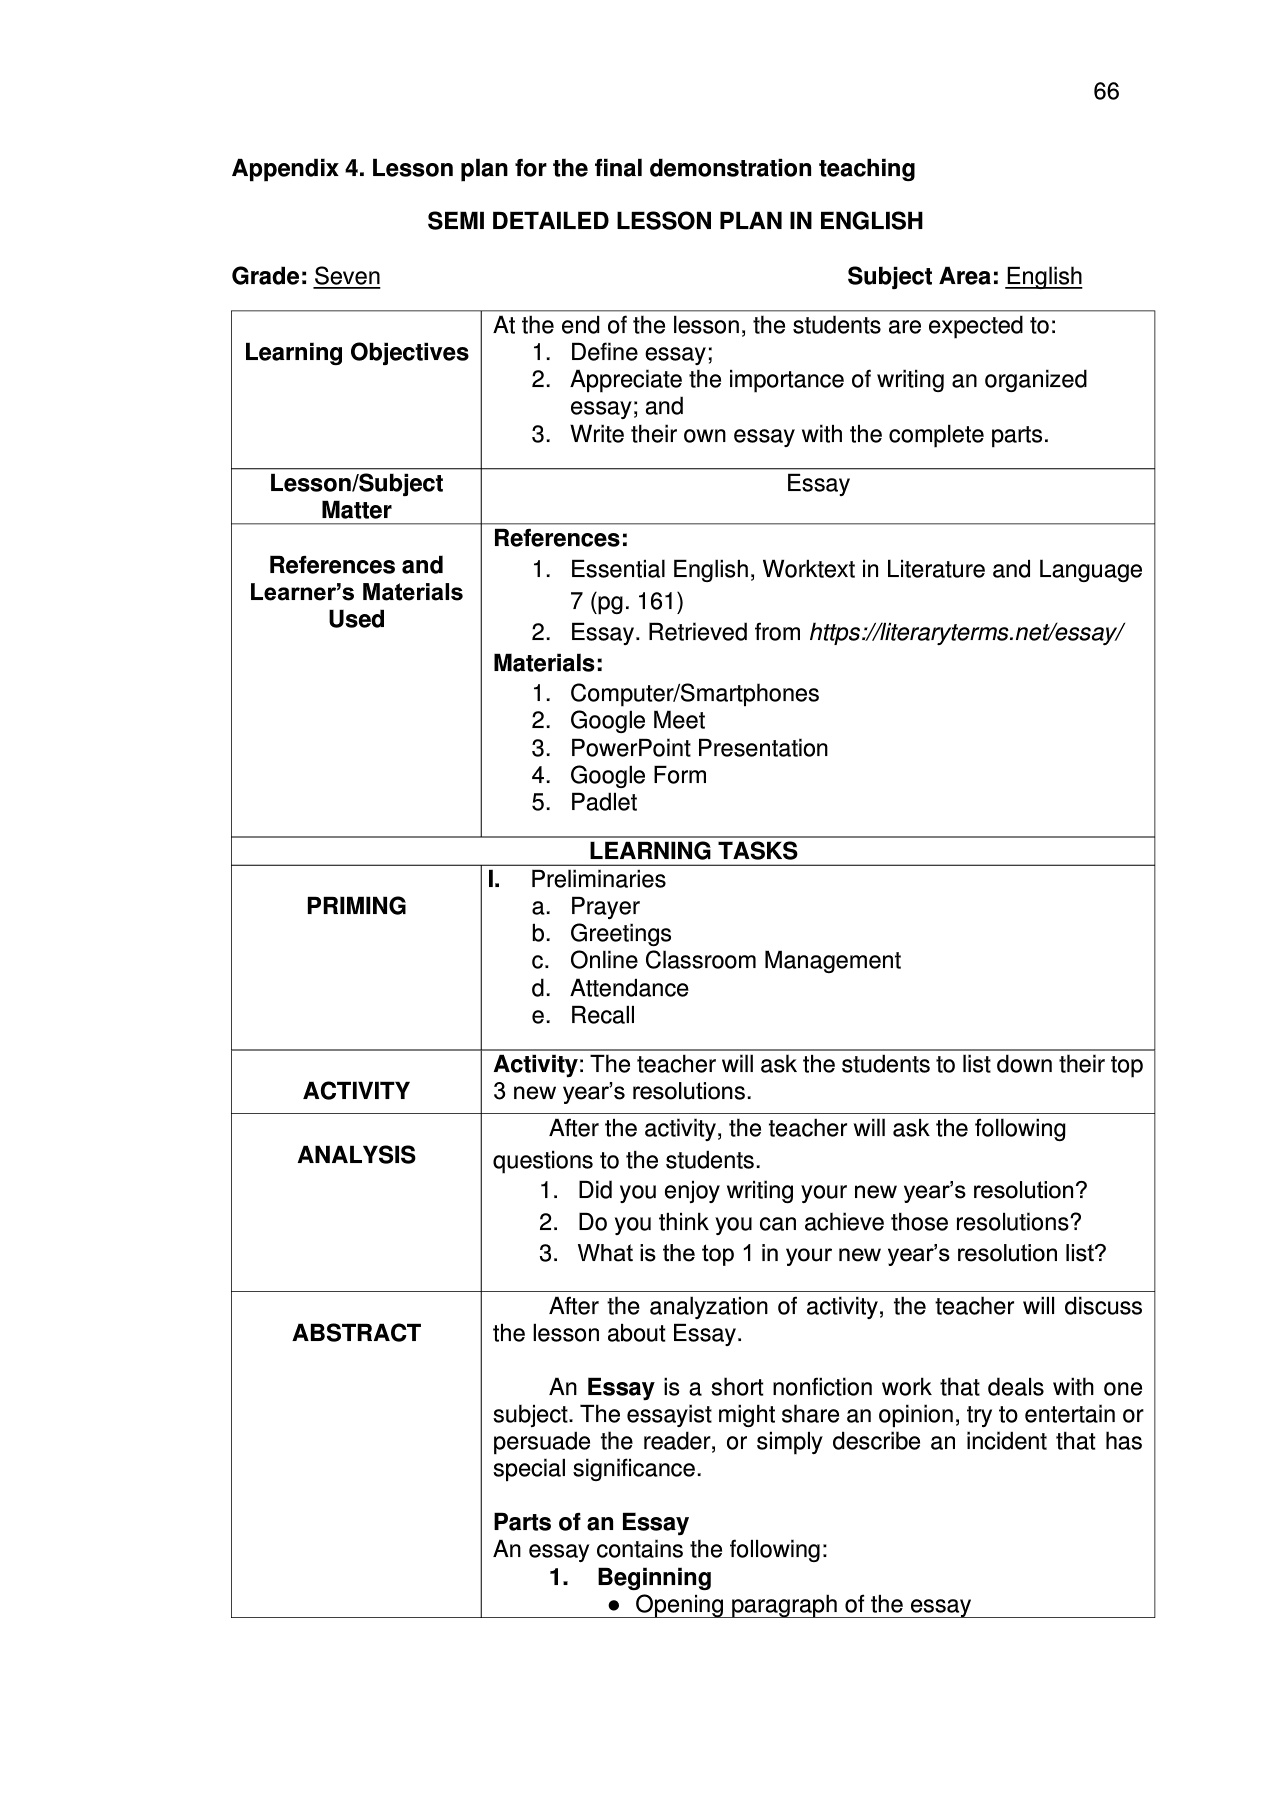 66
Appendix 4. Lesson plan for the final demonstration teaching
SEMI DETAILED LESSON PLAN IN ENGLISH
Grade: Seven Subject Area: English
Learning Objectives
At the end of the lesson, the students are expected to:
1. Define essay;
2. Appreciate the importance of writing an organized
essay; and
3. Write their own essay with the complete parts.
Lesson/Subject
Matter
Essay
References and
Learner’s Materials
Used
References:
1. Essential English, Worktext in Literature and Language
7 (pg. 161)
2. Essay. Retrieved from https://literaryterms.net/essay/
Materials:
1. Computer/Smartphones
2. Google Meet
3. PowerPoint Presentation
4. Google Form
5. Padlet
LEARNING TASKS
PRIMING
I. Preliminaries
a. Prayer
b. Greetings
c. Online Classroom Management
d. Attendance
e. Recall
ACTIVITY
Activity: The teacher will ask the students to list down their top
3 new year’s resolutions.
ANALYSIS
After the activity, the teacher will ask the following
questions to the students.
1. Did you enjoy writing your new year’s resolution?
2. Do you think you can achieve those resolutions?
3. What is the top 1 in your new year’s resolution list?
ABSTRACT
After the analyzation of activity, the teacher will discuss
the lesson about Essay.
An Essay is a short nonfiction work that deals with one
subject. The essayist might share an opinion, try to entertain or
persuade the reader, or simply describe an incident that has
special significance.
Parts of an Essay
An essay contains the following:
1. Beginning
● Opening paragraph of the essay